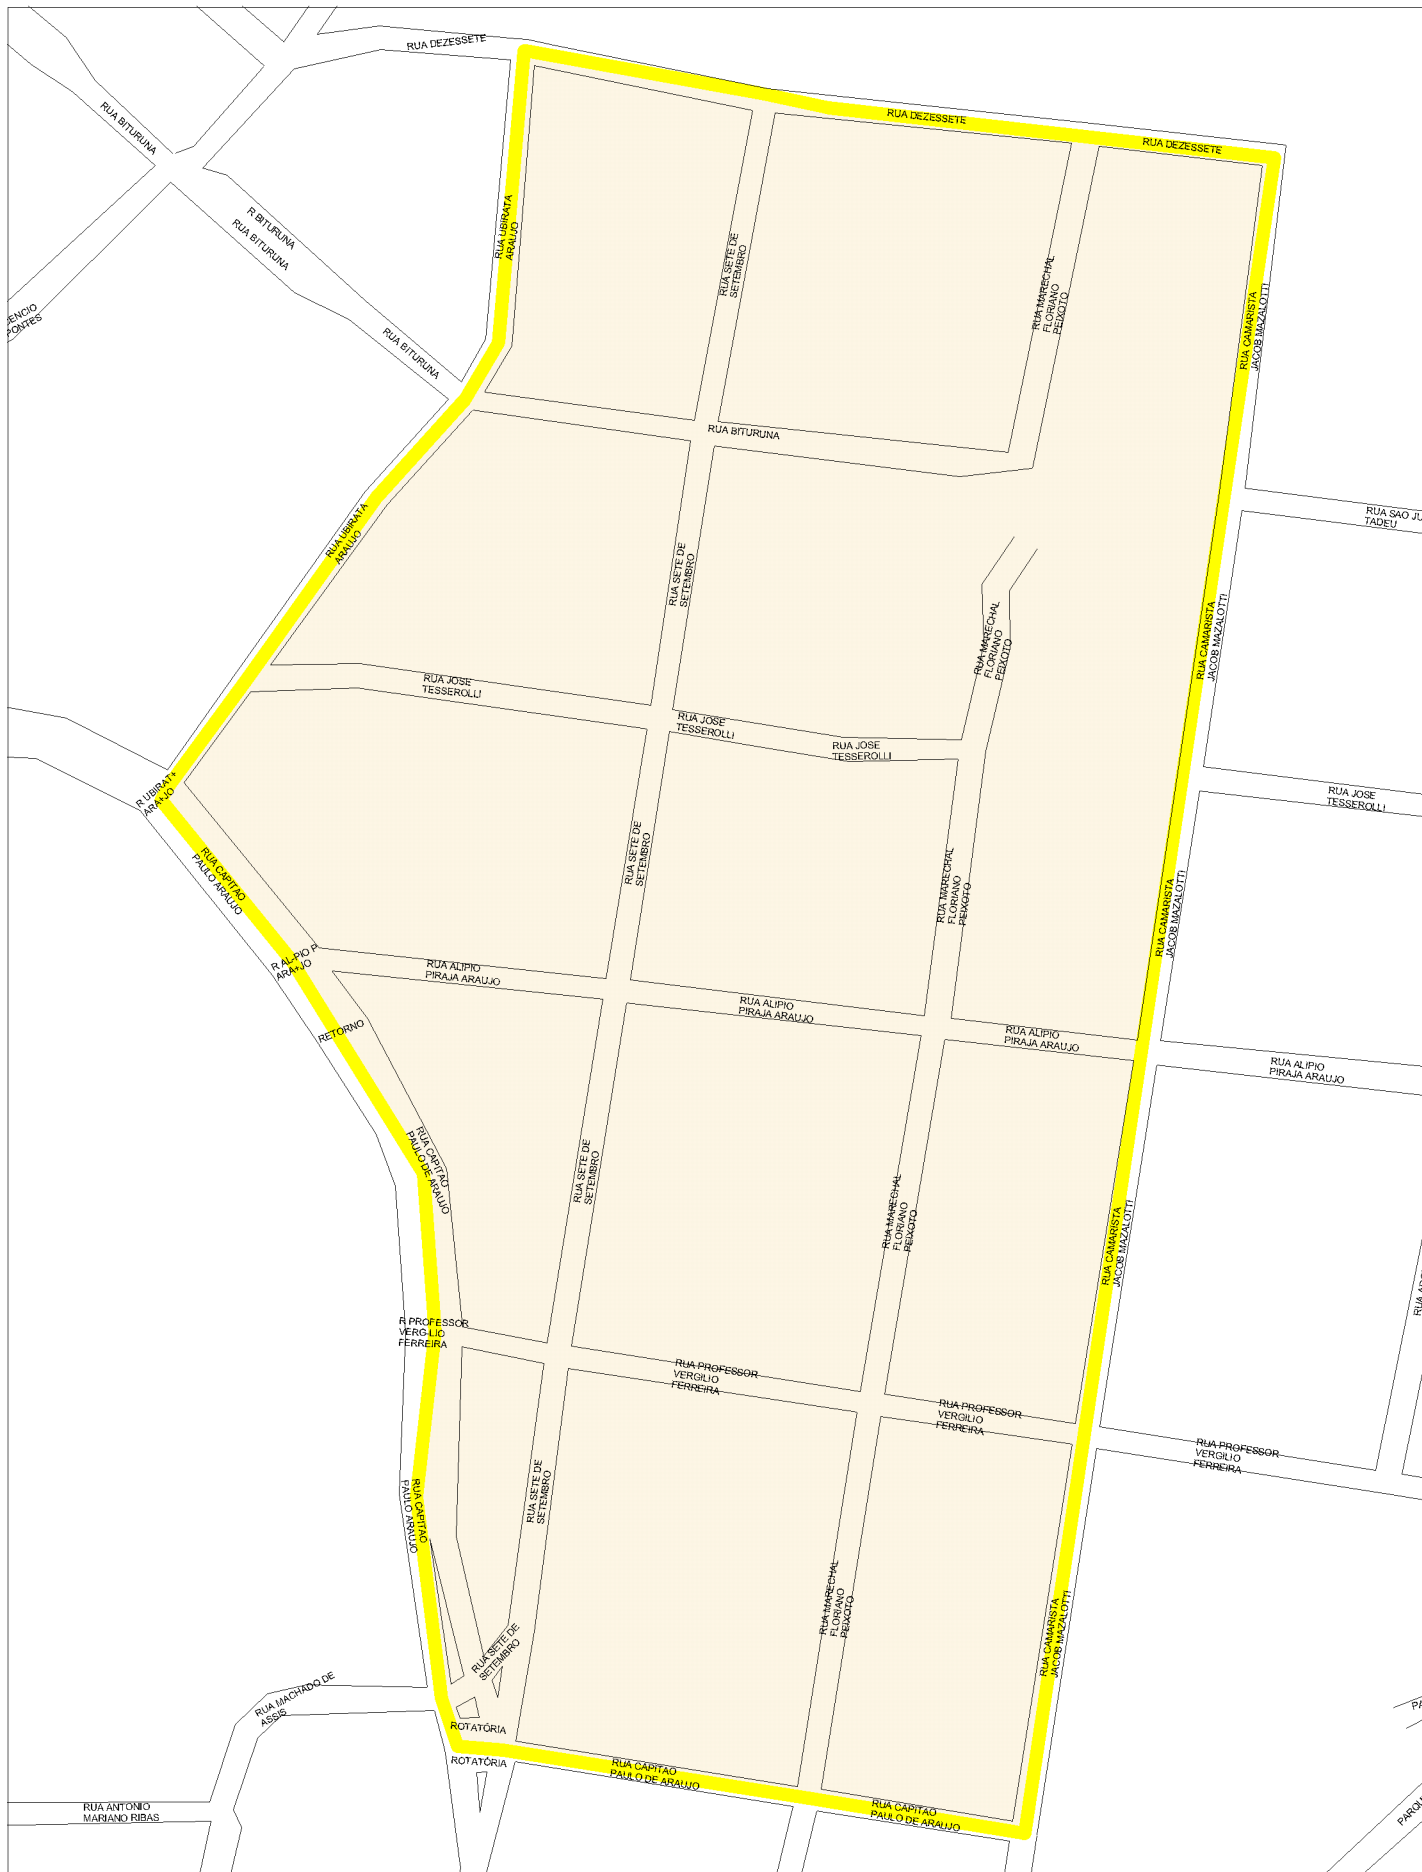 RUA DEZESSETE
RUA DEZESSETE
RUA DEZESSETE
RUA BITURUNA
R BITURUNA
RUA BITURUNA
RUA BITURUNA
RUA UBIRATA
ARAUJO
RUA SETE DE
SETEMBRO
RUA MARECHAL
FLORIANO
PEIXOTO
RUA CAMARISTA
JACOB MAZALOTTI
PONTES
RUA BITURUNA
RUA UBIRATA
ARAUJO
RUA SAO JU
TADEU
RUA SETE DE
SETEMBRO
RUA MARECHAL
FLORIANO
PEIXOTO
RUA CAMARISTA
JACOB MAZALOTTI
RUA JOSE
TESSEROLLI
RUA JOSE
TESSEROLLI
RUA JOSE
TESSEROLLI
RUA JOSE
TESSEROLLI
R UBIRAT+
ARA+JO
RUA CAPITAO
PAULO ARAUJO
RUA SETE DE
SETEMBRO
RUA MARECHAL
FLORIANO
PEIXOTO
RUA CAMARISTA
JACOB MAZALOTTI
R AL-PIO P
ARA+JO
RUA ALIPIO
PIRAJA ARAUJO
RUA ALIPIO
PIRAJA ARAUJO
RUA ALIPIO
PIRAJA ARAUJO
RUA ALIPIO
PIRAJA ARAUJO
RETORNO
RUA CAPITAO
PAULO DE ARAUJO
RUA SETE DE
SETEMBRO
RUA MARECHAL
FLORIANO
PEIXOTO
RUA CAMARISTA
JACOB MAZALOTTI
R PROFESSOR
VERG-LIO
FERREIRA
RUA PROFESSOR
VERGILIO
FERREIRA
RUA PROFESSOR
VERGILIO
FERREIRA
RUA PROFESSOR
VERGILIO
FERREIRA
RUA CAPITAO
PAULO ARAUJO
RUA SETE DE
SETEMBRO
RUA MARECHAL
FLORIANO
PEIXOTO
RUA CAMARISTA
JACOB MAZALOTTI
RUA SETE DE
SETEMBRO
RUA MACHADO DE
ASSIS
ROTATÓRIA
ROTATÓRIA
RUA CAPITAO
PAULO DE ARAUJO
RUA CAPITAO
PAULO DE ARAUJO
RUA ANTONIO
MARIANO RIBAS